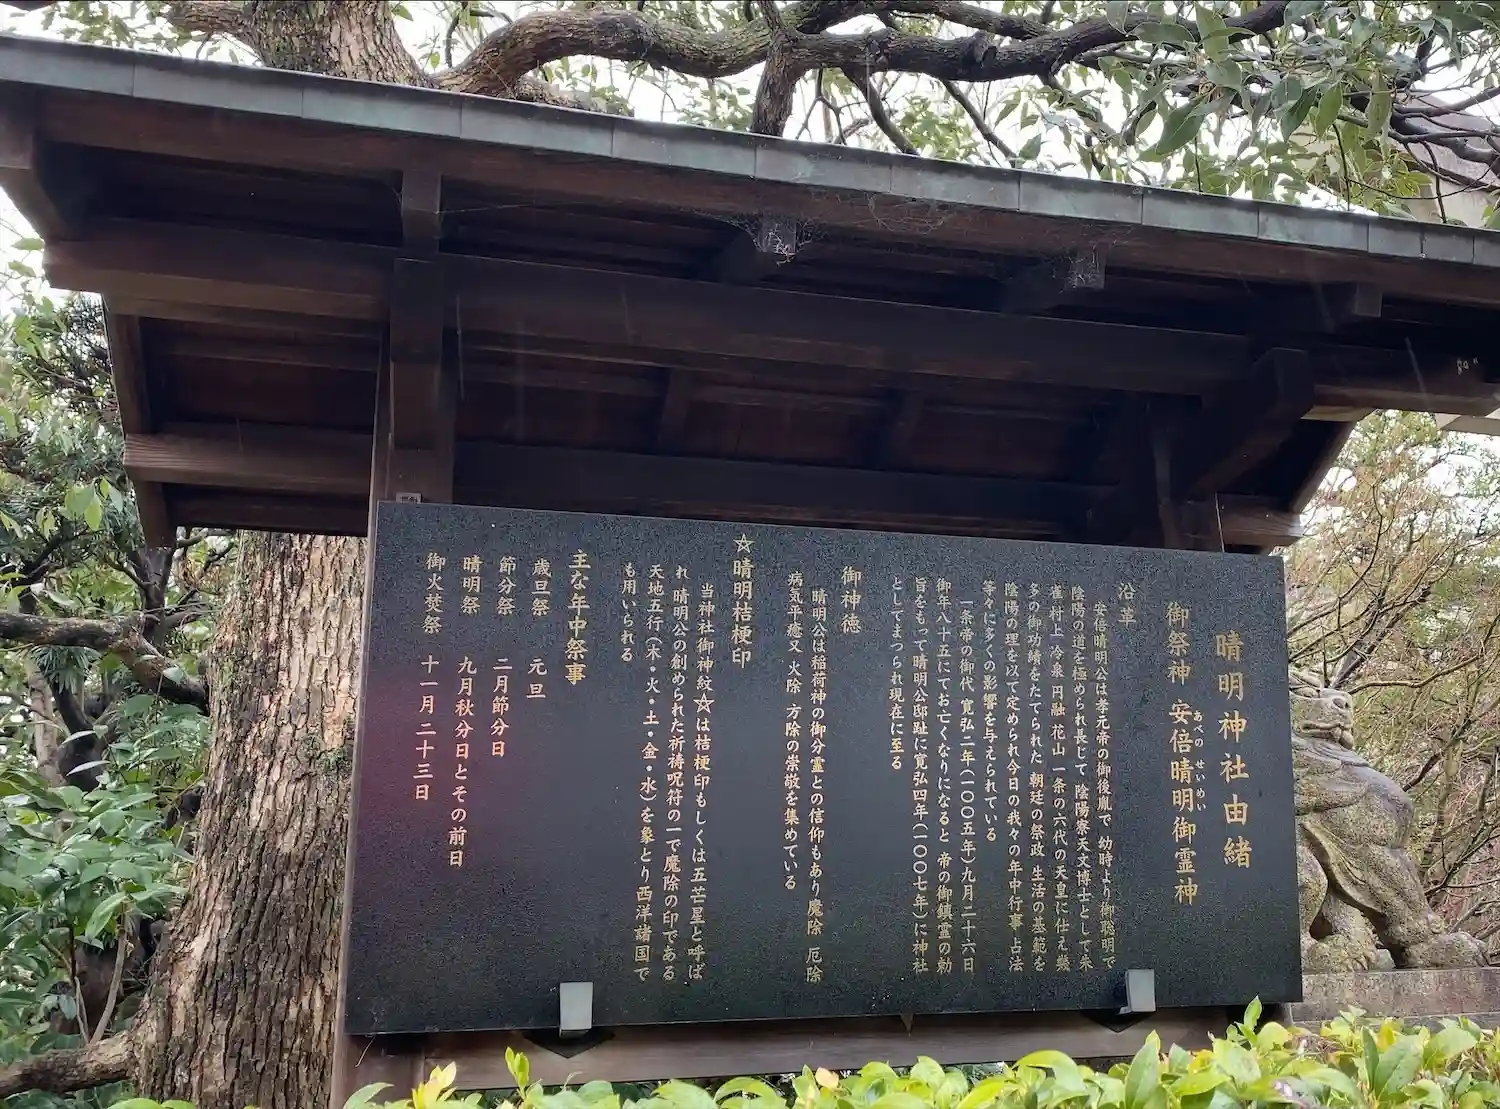 晴明神社由緒
御祭神 安倍晴明御霊神
あべの せいめい
沿革
安倍晴明公は孝元帝の御後胤で 幼時より御聡明で
陰陽の道を極められ長じて 陰陽寮天文博士として朱
雀 村上 冷泉 円融 花山 一条の六代の天皇に仕え幾
多の御功績をたてられた 朝廷の祭政 生活の基範を
陰陽の理を以て定められ今日の我々の年中行事 占法
等々に多くの影響を与えられている
一条帝の御代 寛弘二年(一〇〇五年)九月二十六日
御年八十五にてお亡くなりになると 帝の御鎮霊の勅
旨をもって晴明公邸趾に寛弘四年(一〇〇七年)に神社
としてまつられ現在に至る
御神徳
晴明公は稲荷神の御分霊との信仰もあり魔除 厄除
病気平癒又 火除 方除の崇敬を集めている
☆晴明桔梗印
当神社御神紋☆は桔梗印もしくは五芒星と呼ば
れ 晴明公の創められた祈祷呪符の一で魔除の印である
天地五行(木・火・土・金・水)を象とり西洋諸国で
も用いられる
主な年中祭事
歳旦祭 元旦
節分祭 二月節分日
晴明祭 九月秋分日とその前日
御火焚祭 十一月二十三日